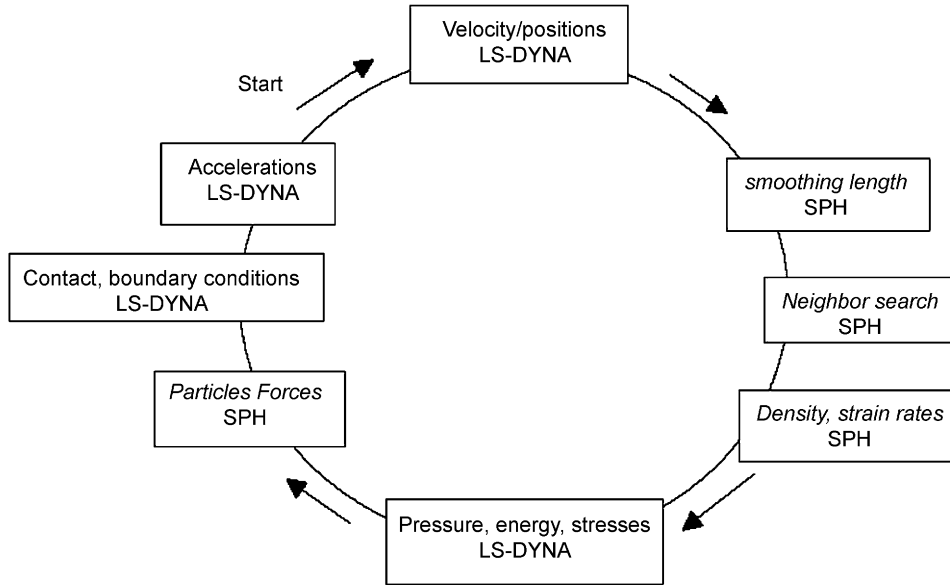 Velocity/positions
LS-DYNA
Start
Accelerations
LS-DYNA
smoothing length
SPH
Contact, boundary conditions
LS-DYNA
Neighbor search
SPH
Particles Forces
SPH
Density, strain rates
SPH
Pressure, energy, stresses
LS-DYNA